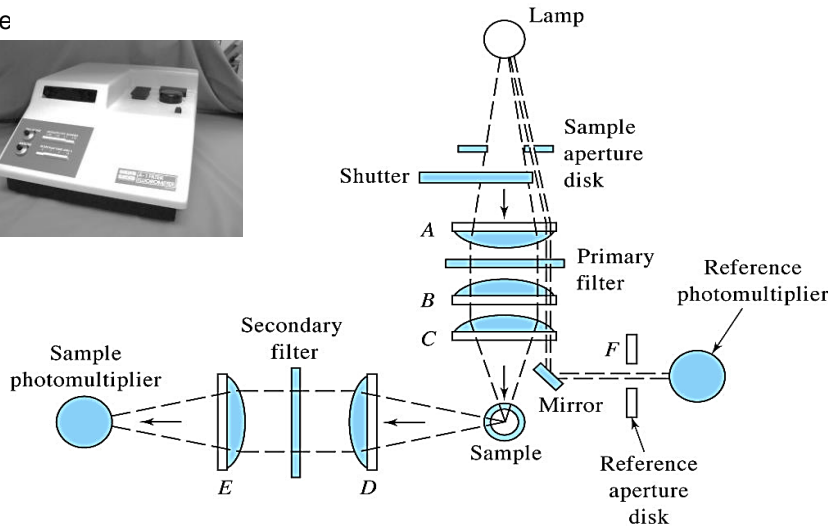 e
Lamp
Sample
aperture
disk
Shutter
A
Primary
filter
B
C
Reference
photomultiplier
Secondary
filter
F
Sample
photomultiplier
Mirror
Sample
E
D
Reference
aperture
disk